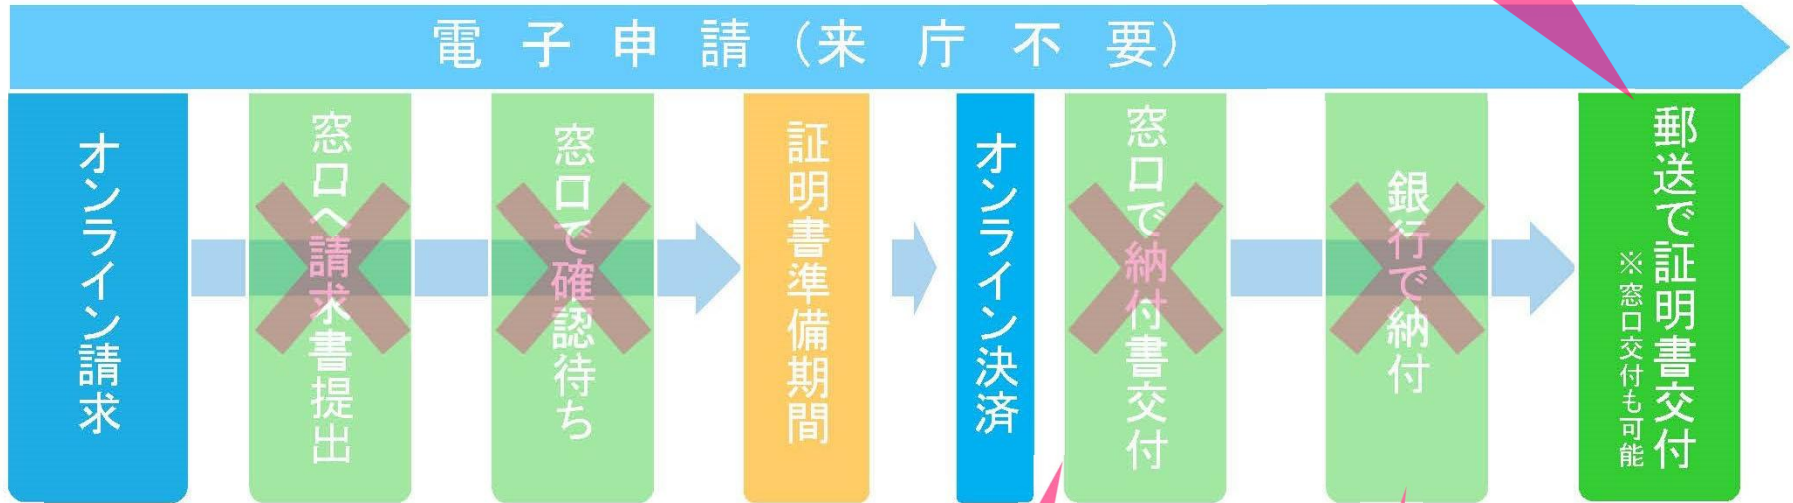 電子申請（来庁不要）
オンライン請求
窓口へ請求書提出
窓口で確認待ち
証明書準備期間
オンライン決済
窓口で納付書交付
銀行で納付
郵送で証明書交付
※窓口交付も可能